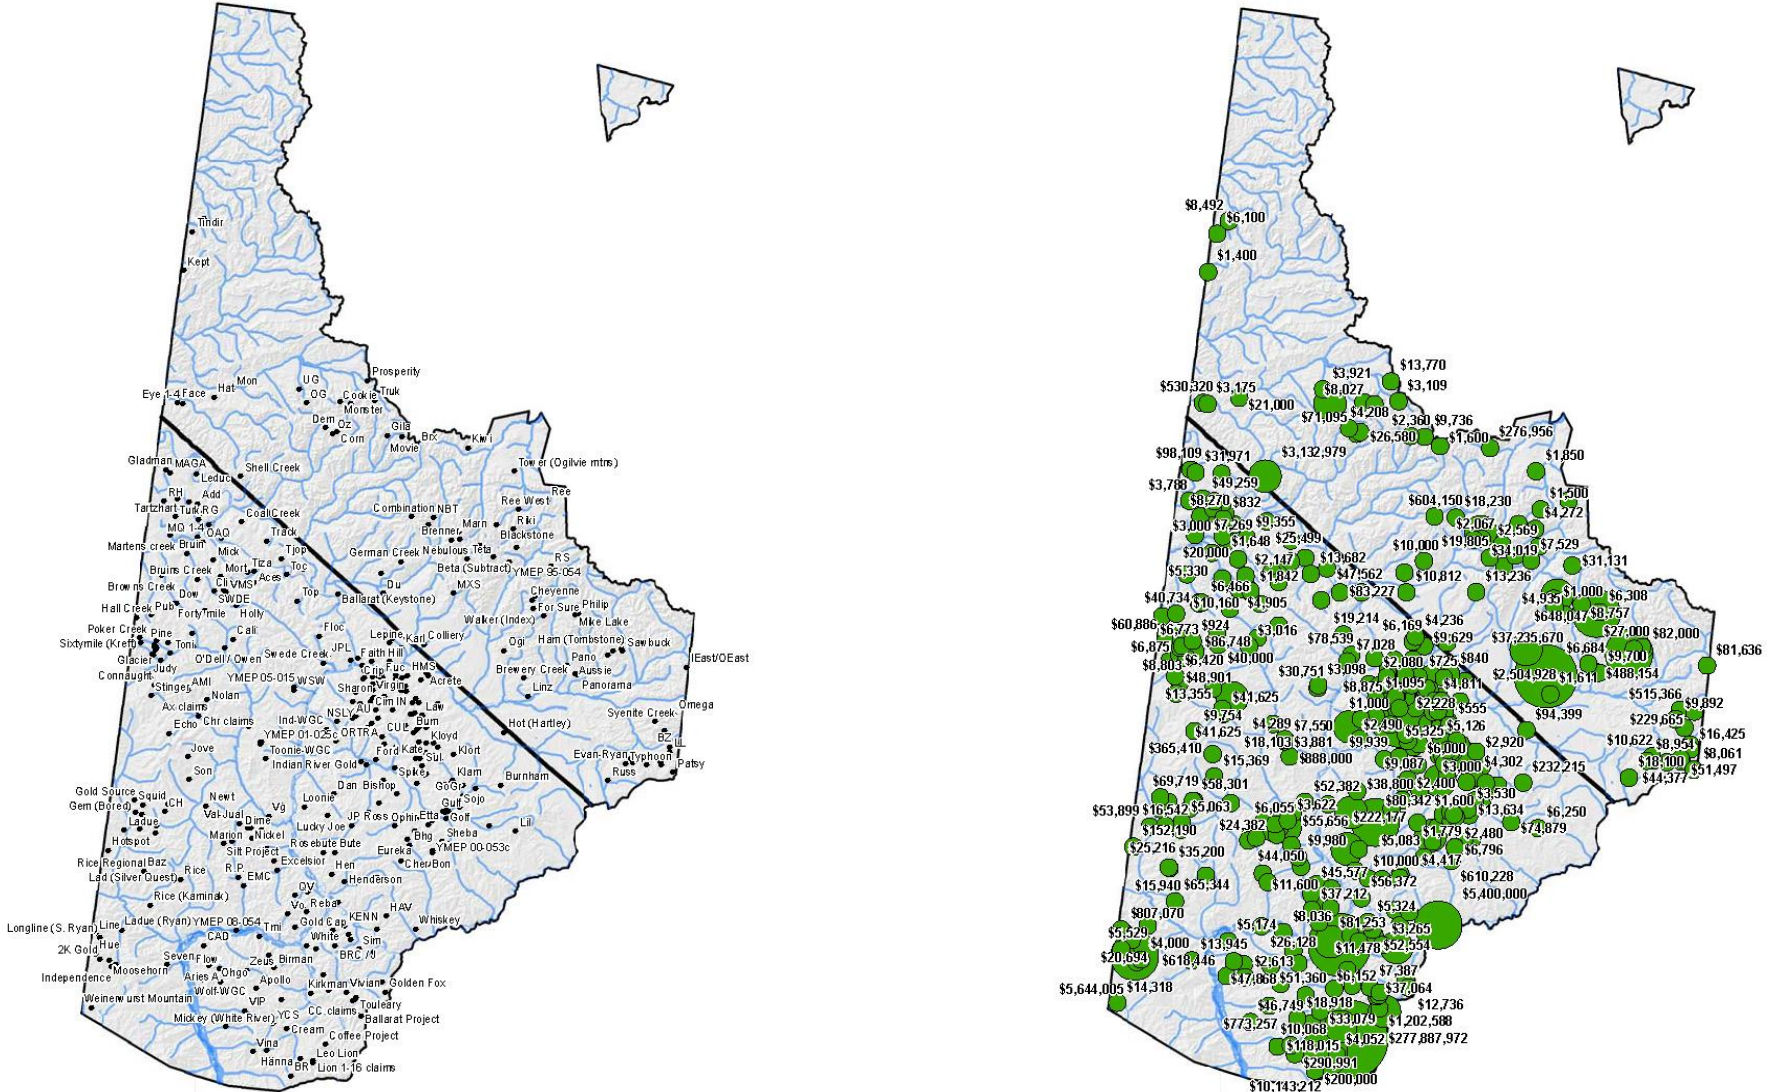 Tindir
Kept
Prosperity
UG
Mon
Hat
Eye 1-4
Face
OG
Cookie
Truk
Monster
Dem
Oz
Corn
Gila
Movie
Brx
Kiwi
Gladman
MAGA
Leduc
Shell Creek
Tower (Ogilvie mtns)
RH
Add
Ree
Ree West
Tartzhart
Turk
RG
Coal Creek
Combination
NBT
Marn
Riki
MQ 1-4
OAQ
Track
Brenner
Blackstone
Martens creek
Bruin
Mick
Tjop
German Creek
Nebulous
Teta
RS
Bruins Creek
Mort
Tiza
Toc
Beta (Subtract)
YMEP 95-054
Browns Creek
Cli
VMS
Aces
Du
MXS
Dow
SWDE
Top
Ballarat (Keystone)
Cheyenne
Hall Creek
Pub
Fortymile
Holly
For Sure
Philip
Walker (Index)
Mike Lake
Poker Creek
Pine
Cali
Floc
Lepine
Karl
Colliery
Sixtymile (Kreft)
Toni
JPL
Faith Hill
Ogi
Ham (Tombstone)
Sawbuck
Glacier
Judy
O'Dell / Owen
Swede Creek
Crip
Fuc
HMS
Pano
IEast/OEast
Connaught
AMI
YMEP 05-015
WSW
Sharon
Virgin
Acrete
Brewery Creek
Aussie
Stinger
Nolan
Cim
IN
Linz
Panorama
Ax claims
NSLY
AU
Law
Omega
Echo
Chr claims
Ind-WGC
Burn
Hot (Hartley)
Syenite Creek
YMEP 01-025c
ORTRA
CUL
Kloyd
BZ
LL
Jove
Toonie-WGC
Ford
Kate
Klort
Evan-Ryan
Typhoon
Indian River Gold
Sul
Patsy
Son
Spike
Klam
Burnham
Russ
Gold Source
Squid
Dan Bishop
GoGr
Gem (Bored)
CH
Newt
Vg
Loonie
Gulf
Sojo
Ladue
Val-Jual
Dime
Lucky Joe
JP Ross
Ophir
Etta
Golf
Lil
Hotspot
Marion
Nickel
Bhg
Sheba
Silt Project
Rosebute Bute
Eureka
YMEP 00-053c
Rice Regional
Baz
Excelsior
Hen
Cher
Bon
Lad (Silver Quest)
Rice
R.P.
EMC
Henderson
Rice (Kaminak)
QV
Vo
Reba
HAV
Longline (S. Ryan)
Line
Ladue (Ryan)
YMEP 08-054
Tmi
Gold Cap
KENN
Whiskey
2K Gold
Hue
CAD
White
Sim
Independence
Moosehorn
Seven
Flow
Zeus
Birman
BRC
Aries A
Ohgo
Apollo
Kirkman
Vivian
Golden Fox
Weinerwurst Mountain
Wolf-WGC
VIP
Touleary
Mickey (White River)
YCS
CC claims
Ballarat Project
Cream
Coffee Project
Vina
Hanna
BR
Leo Lion
Lion 1-16 claims
$8,492
$6,100
$1,400
$13,770
$530,320
$3,175
$3,921
$8,027
$3,109
$21,000
$71,095
$4,208
$2,360
$9,736
$26,580
$1,600
$276,956
$98,109
$31,971
$3,132,979
$1,850
$3,788
$49,259
$8,270
$832
$604,150
$18,230
$1,500
$4,272
$3,000
$7,269
$9,355
$2,067
$2,569
$1,648
$25,499
$19,805
$7,529
$20,000
$2,147
$13,682
$10,000
$34,019
$31,131
$5,330
$1,842
$47,562
$10,812
$13,236
$6,466
$83,227
$1,000
$6,308
$40,734
$10,160
$4,905
$4,935
$648,047
$8,757
$60,886
$6,773
$924
$3,016
$19,214
$6,169
$4,236
$27,000
$82,000
$6,875
$86,748
$78,539
$7,028
$9,629
$37,235,670
$6,684
$9,700
$81,636
$8,803
$6,420
$40,000
$30,751
$3,098
$2,080
$725
$840
$2,504,928
$1,611
$488,154
$48,901
$13,355
$41,625
$8,875
$1,095
$4,811
$515,366
$9,892
$9,754
$1,000
$2,228
$555
$94,399
$229,665
$41,625
$4,289
$7,550
$2,490
$5,325
$5,126
$16,425
$365,410
$18,103
$3,881
$9,939
$6,000
$2,920
$10,622
$8,954
$8,061
$15,369
$888,000
$9,087
$3,000
$4,302
$232,215
$18,100
$51,497
$69,719
$58,301
$52,382
$38,800
$2,400
$3,530
$44,377
$53,899
$16,542
$5,063
$6,055
$3,622
$80,342
$1,600
$13,634
$6,250
$152,190
$24,382
$55,656
$222,177
$1,779
$2,480
$74,879
$25,216
$35,200
$9,980
$5,083
$6,796
$44,050
$10,000
$4,417
$15,940
$65,344
$11,600
$45,577
$56,372
$610,228
$37,212
$5,400,000
$807,070
$8,036
$5,324
$5,529
$5,174
$81,253
$3,265
$4,000
$13,945
$26,128
$11,478
$52,554
$20,694
$618,446
$2,613
$7,387
$5,644,005
$14,318
$47,868
$51,360
$6,152
$37,064
$46,749
$18,918
$12,736
$773,257
$10,068
$33,079
$1,202,588
$118,015
$4,052
$277,887,972
$290,991
$10,143,212
$200,000